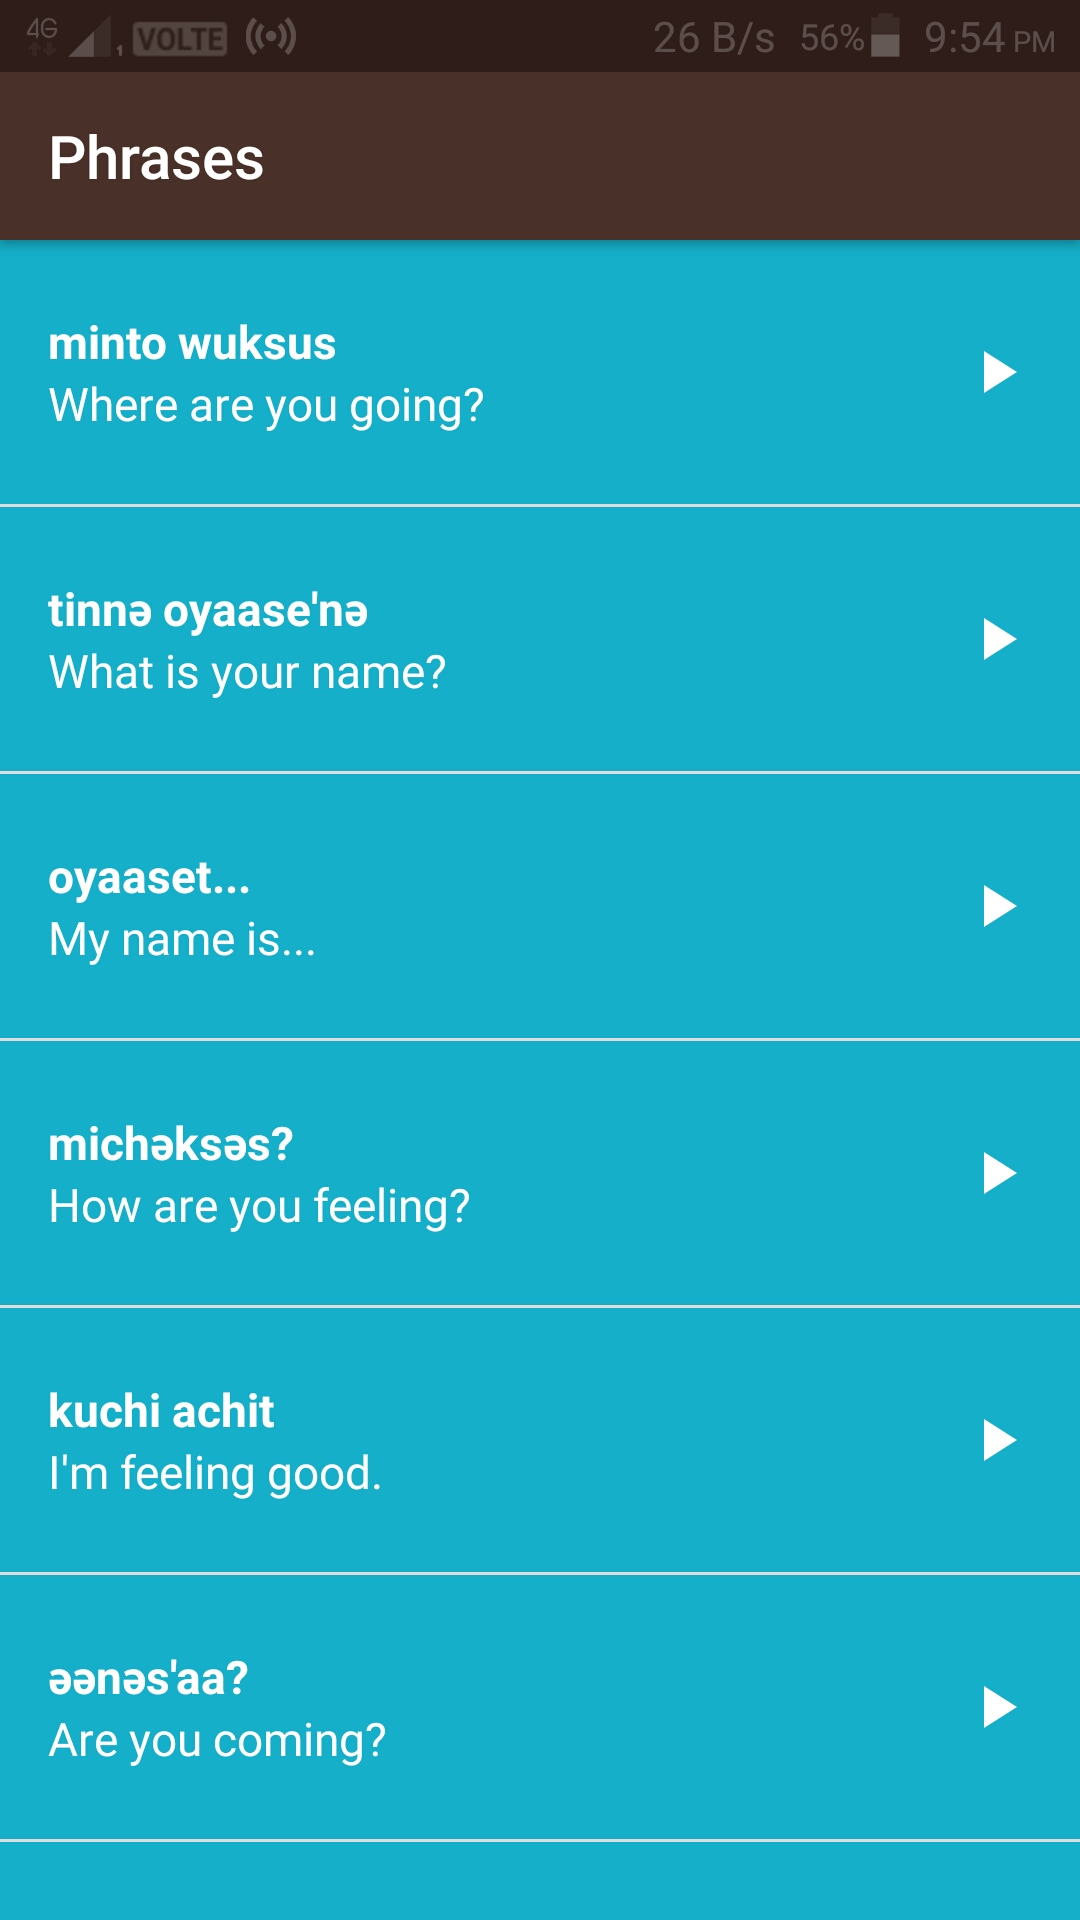 4G 1 VOLTE 26 B/s 56% 9:54 PM
Phrases
minto wuksus
Where are you going?
tinnə oyaase'nə
What is your name?
oyaaset...
My name is...
michəksəs?
How are you feeling?
kuchi achit
I'm feeling good.
əənəs'aa?
Are you coming?